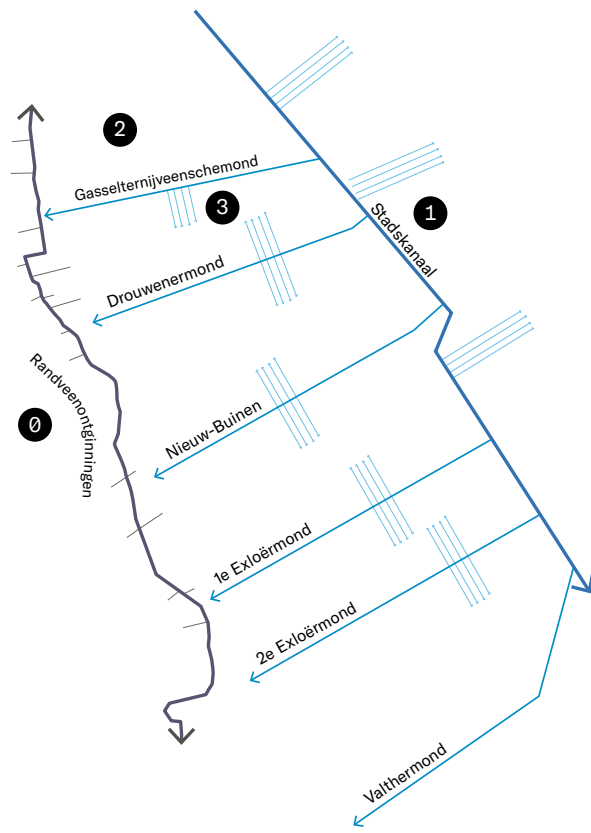 2
Gasselternijveenschemond
3
1
Stadskanaal
Drouwenermond
Randveenontginningen
0
Nieuw-Buinen
1e Exloërmond
2e Exloërmond
Valthermond